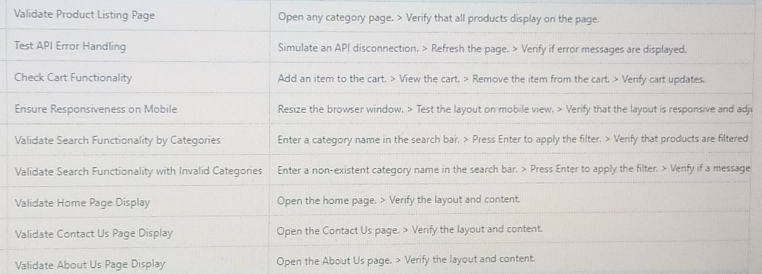 Validate Product Listing Page Open any category page. > Verify that all products display on the page.
Test API Error Handling Simulate an API disconnection. > Refresh the page. > Verify if error messages are displayed.
Check Cart Functionality Add an item to the cart. > View the cart. > Remove the item from the cart. > Verify cart updates.
Ensure Responsiveness on Mobile Resize the browser window. > Test the layout on mobile view. > Verify that the layout is responsive and adju
Validate Search Functionality by Categories Enter a category name in the search bar. > Press Enter to apply the filter. > Verify that products are filtered
Validate Search Functionality with Invalid Categories Enter a non-existent category name in the search bar. > Press Enter to apply the filter. > Verify if a message
Validate Home Page Display Open the home page. > Verify the layout and content.
Validate Contact Us Page Display Open the Contact Us page. > Verify the layout and content.
Validate About Us Page Display Open the About Us page. > Verify the layout and content.